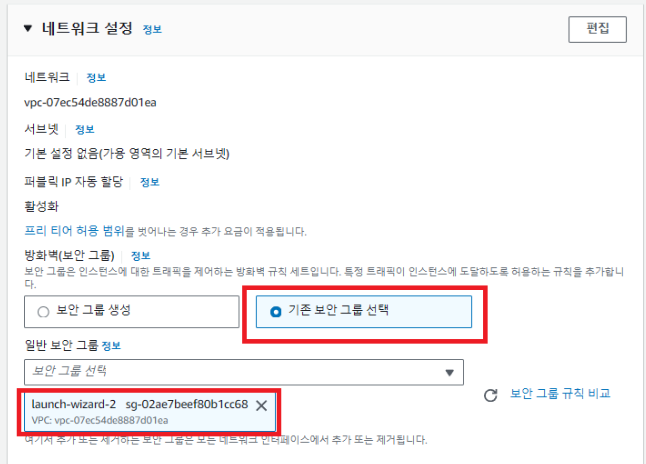 ▼ 네트워크 설정 정보
편집
네트워크 정보
vpc-07ec54de8887d01ea
서브넷 정보
기본 설정 없음(가용 영역의 기본 서브넷)
퍼블릭 IP 자동 할당 정보
활성화
프리 티어 허용 범위를 벗어나는 경우 추가 요금이 적용됩니다.
방화벽(보안 그룹) 정보
보안 그룹은 인스턴스에 대한 트래픽을 제어하는 방화벽 규칙 세트입니다. 특정 트래픽이 인스턴스에 도달하도록 허용하는 규칙을 추가합니
다.
보안 그룹 생성
기존 보안 그룹 선택
일반 보안 그룹 정보
보안 그룹 선택
launch-wizard-2 sg-02ae7beef80b1cc68
VPC: vpc-07ec54de8887d01ea
보안 그룹 규칙 비교
여기서 추가 또는 제거하는 보안 그룹은 모든 네트워크 인터페이스에서 추가 또는 제거됩니다.